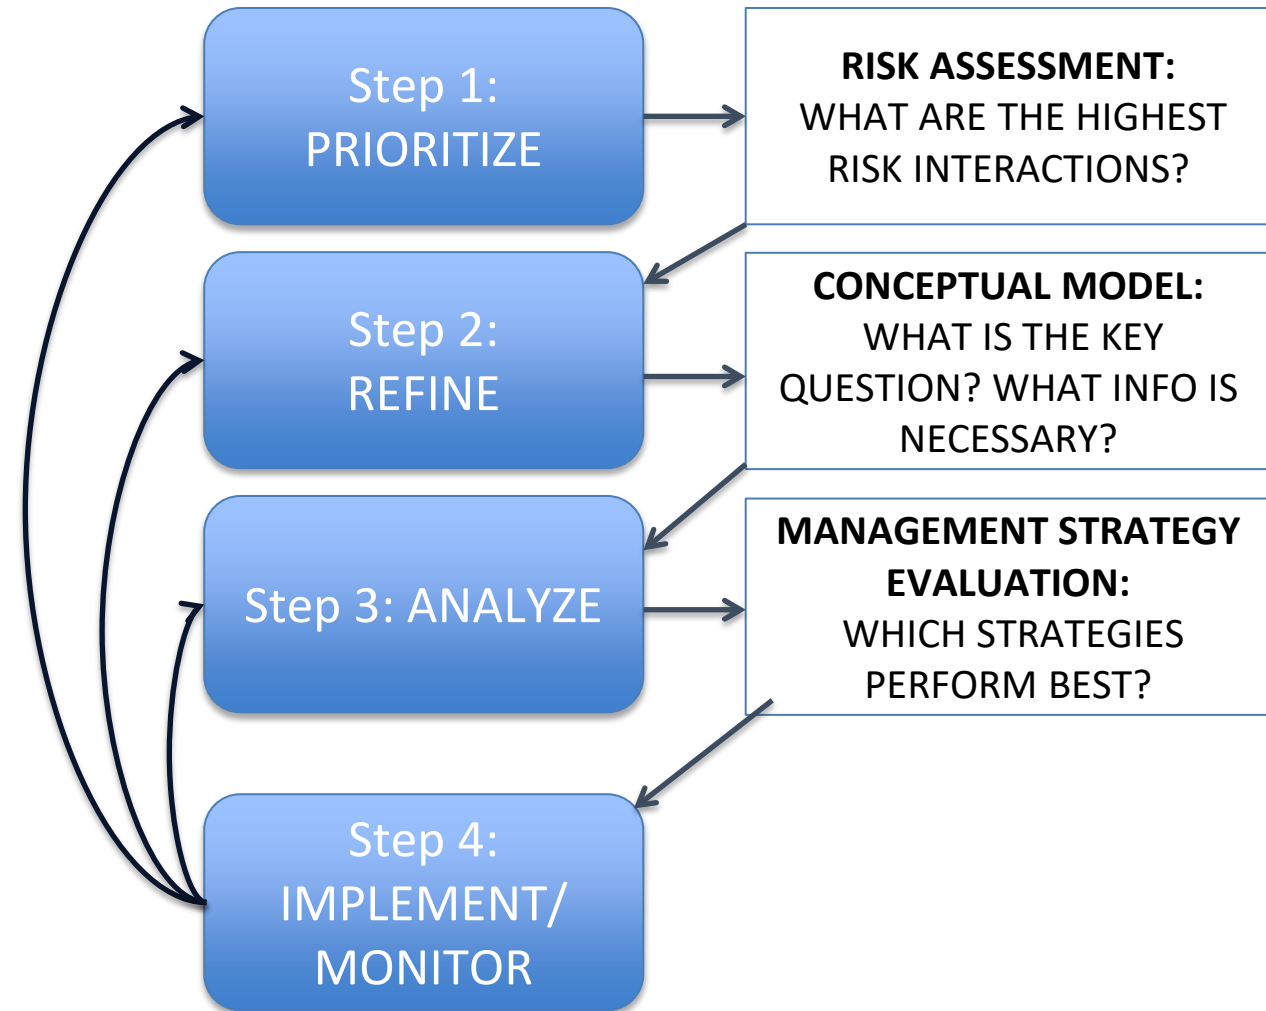 Step 1:
PRIORITIZE
RISK ASSESSMENT:
WHAT ARE THE HIGHEST
RISK INTERACTIONS?
Step 2:
REFINE
CONCEPTUAL MODEL:
WHAT IS THE KEY
QUESTION? WHAT INFO IS
NECESSARY?
Step 3: ANALYZE
MANAGEMENT STRATEGY
EVALUATION:
WHICH STRATEGIES
PERFORM BEST?
Step 4:
IMPLEMENT/
MONITOR